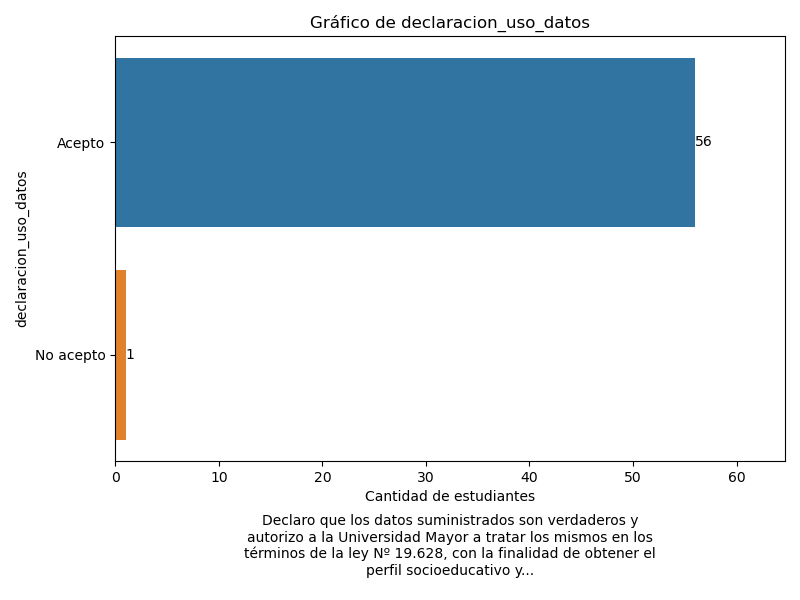 Gráfico de declaracion_uso_datos
declaracion_uso_datos
Acepto
56
No acepto
1
0 10 20 30 40 50 60
Cantidad de estudiantes
Declaro que los datos suministrados son verdaderos y
autorizo a la Universidad Mayor a tratar los mismos en los
términos de la ley Nº 19.628, con la finalidad de obtener el
perfil socioeducativo y...